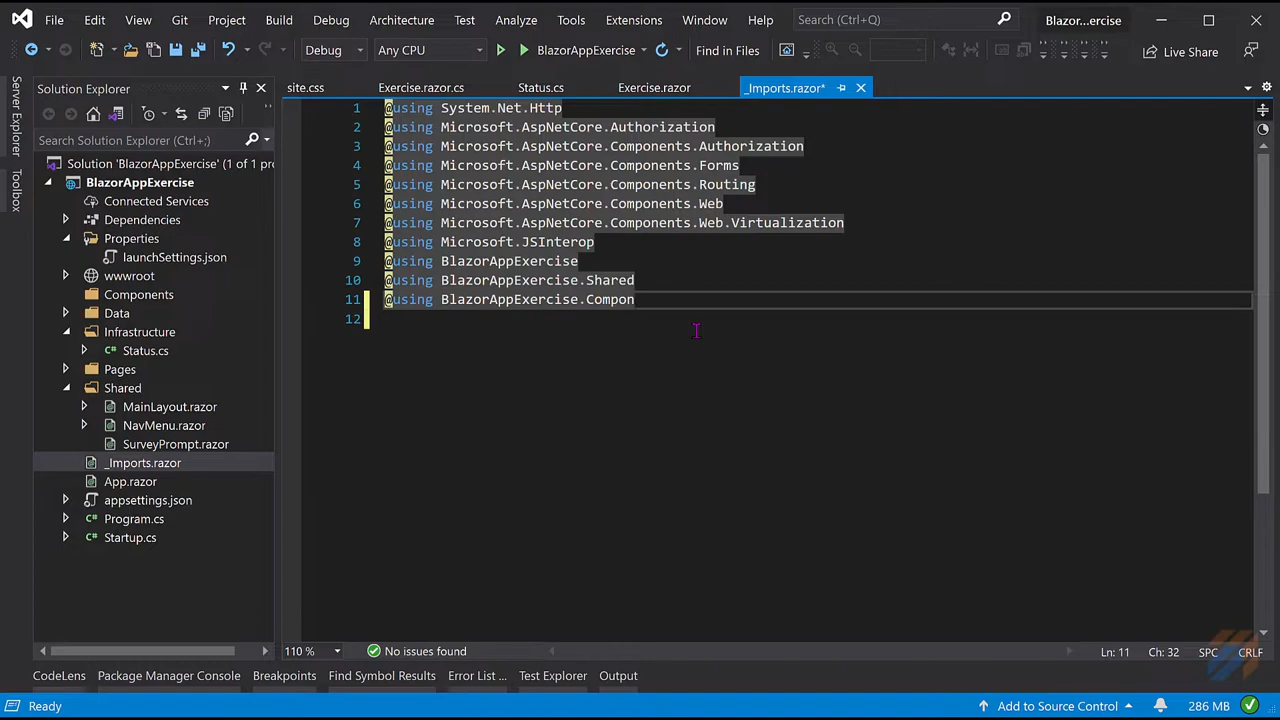 File Edit View Git Project Build Debug Architecture Test Analyze Tools Extensions Window Help Search (Ctrl+Q) Blazor...ercise
Debug Any CPU BlazorAppExercise Find in Files Live Share
Server Explorer
Toolbox
Solution Explorer
Search Solution Explorer (Ctrl+;)
Solution 'BlazorAppExercise' (1 of 1 pr
BlazorAppExercise
Connected Services
Dependencies
Properties
launchSettings.json
wwwroot
Components
Data
Infrastructure
Status.cs
Pages
Shared
MainLayout.razor
NavMenu.razor
SurveyPrompt.razor
_Imports.razor
App.razor
appsettings.json
Program.cs
Startup.cs
site.css Exercise.razor.cs Status.cs Exercise.razor _Imports.razor*
1 @using System.Net.Http
2 @using Microsoft.AspNetCore.Authorization
3 @using Microsoft.AspNetCore.Components.Authorization
4 @using Microsoft.AspNetCore.Components.Forms
5 @using Microsoft.AspNetCore.Components.Routing
6 @using Microsoft.AspNetCore.Components.Web
7 @using Microsoft.AspNetCore.Components.Web.Virtualization
8 @using Microsoft.JSInterop
9 @using BlazorAppExercise
10 @using BlazorAppExercise.Shared
11 @using BlazorAppExercise.Compon
12
110 % No issues found Ln: 11 Ch: 32 SPC CRLF
CodeLens Package Manager Console Breakpoints Find Symbol Results Error List ... Test Explorer Output
Ready Add to Source Control 286 MB